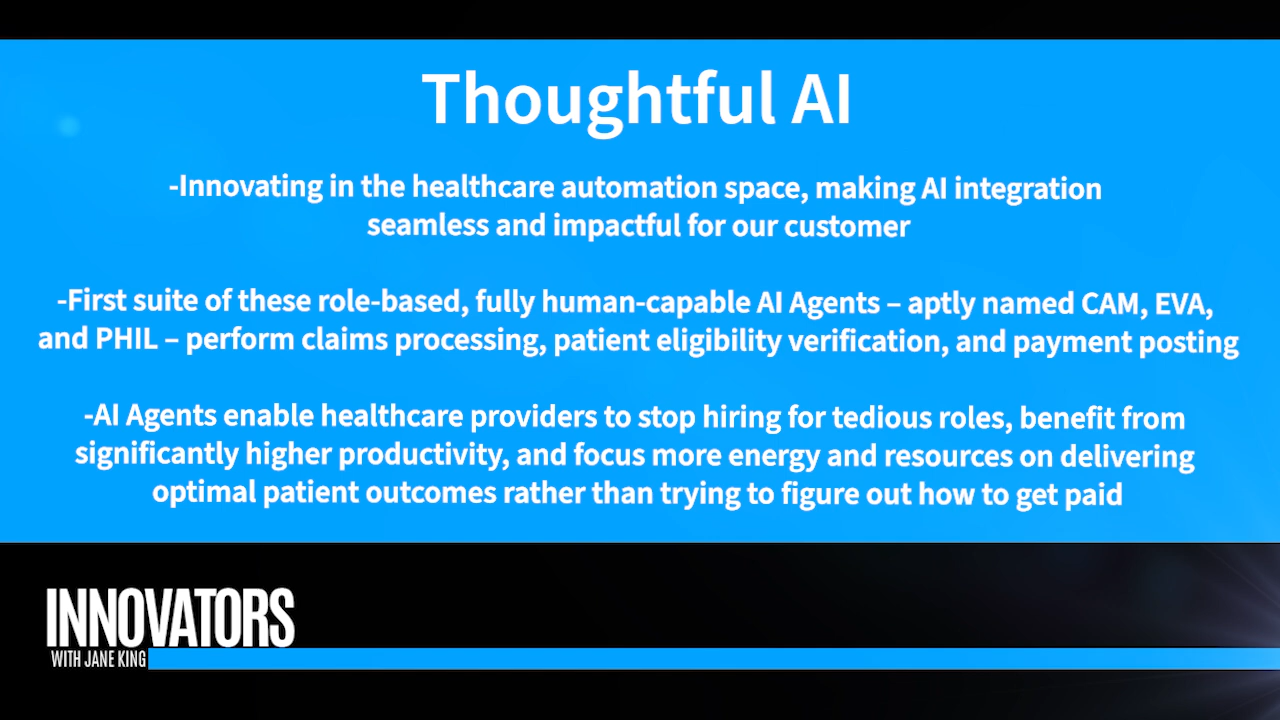 Thoughtful AI
-Innovating in the healthcare automation space, making AI integration
seamless and impactful for our customer
-First suite of these role-based, fully human-capable AI Agents – aptly named CAM, EVA,
and PHIL – perform claims processing, patient eligibility verification, and payment posting
-AI Agents enable healthcare providers to stop hiring for tedious roles, benefit from
significantly higher productivity, and focus more energy and resources on delivering
optimal patient outcomes rather than trying to figure out how to get paid
INNOVATORS
WITH JANE KING